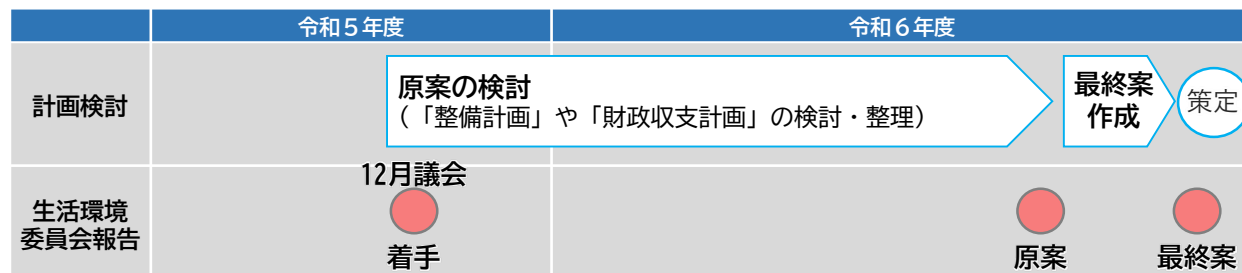 令和５年度
令和６年度
計画検討
原案の検討
（「整備計画」や「財政収支計画」の検討・整理）
最終案
作成
策定
生活環境
委員会報告
12月議会
着手
原案
最終案